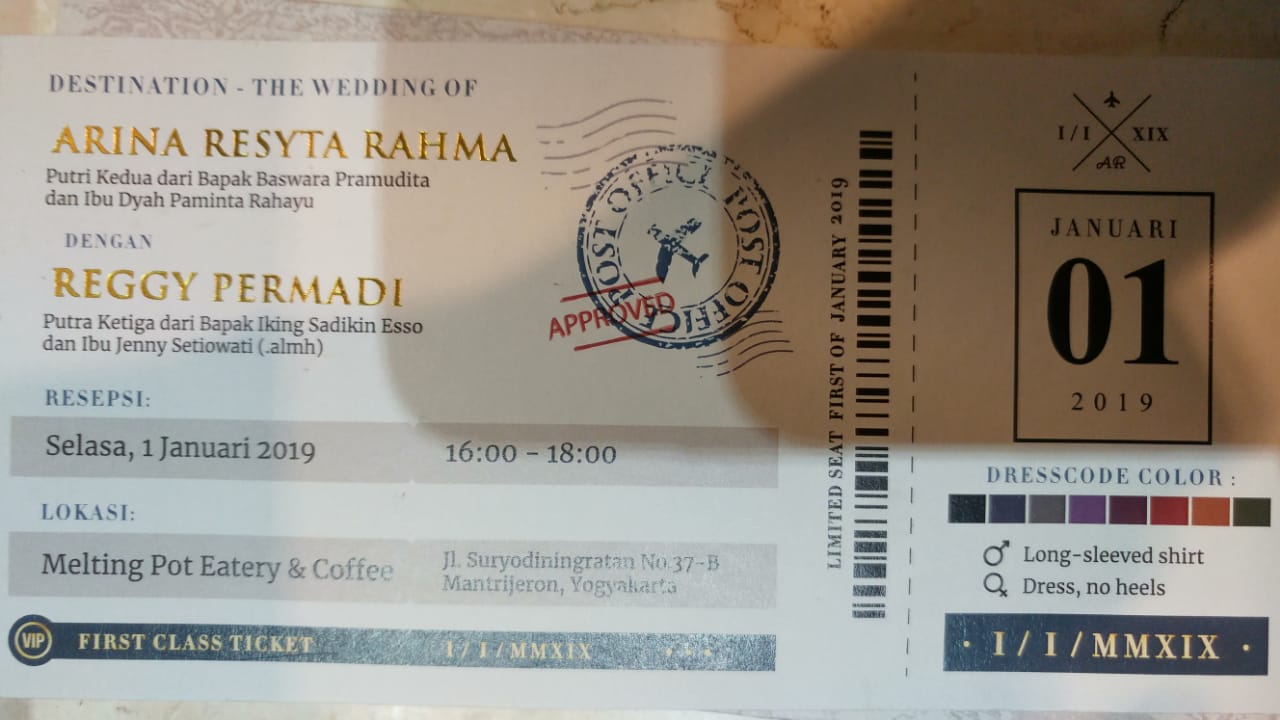 DESTINATION - THE WEDDING OF
ARINA RESYTA RAHMA
Putri Kedua dari Bapak Baswara Pramudita
dan Ibu Dyah Paminta Rahayu
DENGAN
REGGY PERMADI
Putra Ketiga dari Bapak Iking Sadikin Esso
dan Ibu Jenny Setiowati (.almh)
RESEPSI:
Selasa, 1 Januari 2019
16:00 - 18:00
LOKASI:
Melting Pot Eatery & Coffee
Jl. Suryodiningratan No.37-B
Mantrijeron, Yogyakarta
VIP
FIRST CLASS TICKET
I/I/MMXIX
POST OFFICE POST OFFICE
APPROVED
LIMITED SEAT FIRST OF JANUARY 2019
I/I XIX
AR
JANUARI
01
2019
DRESSCODE COLOR :
Long-sleeved shirt
Dress, no heels
· I/I/MMXIX ·